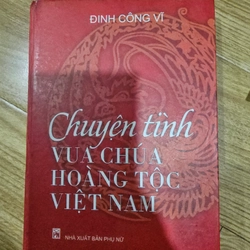 ĐINH CÔNG VĨ
Chuyện tình
VUA CHÚA
HOÀNG TỘC
VIỆT NAM
NHÀ XUẤT BẢN PHỤ NỮ